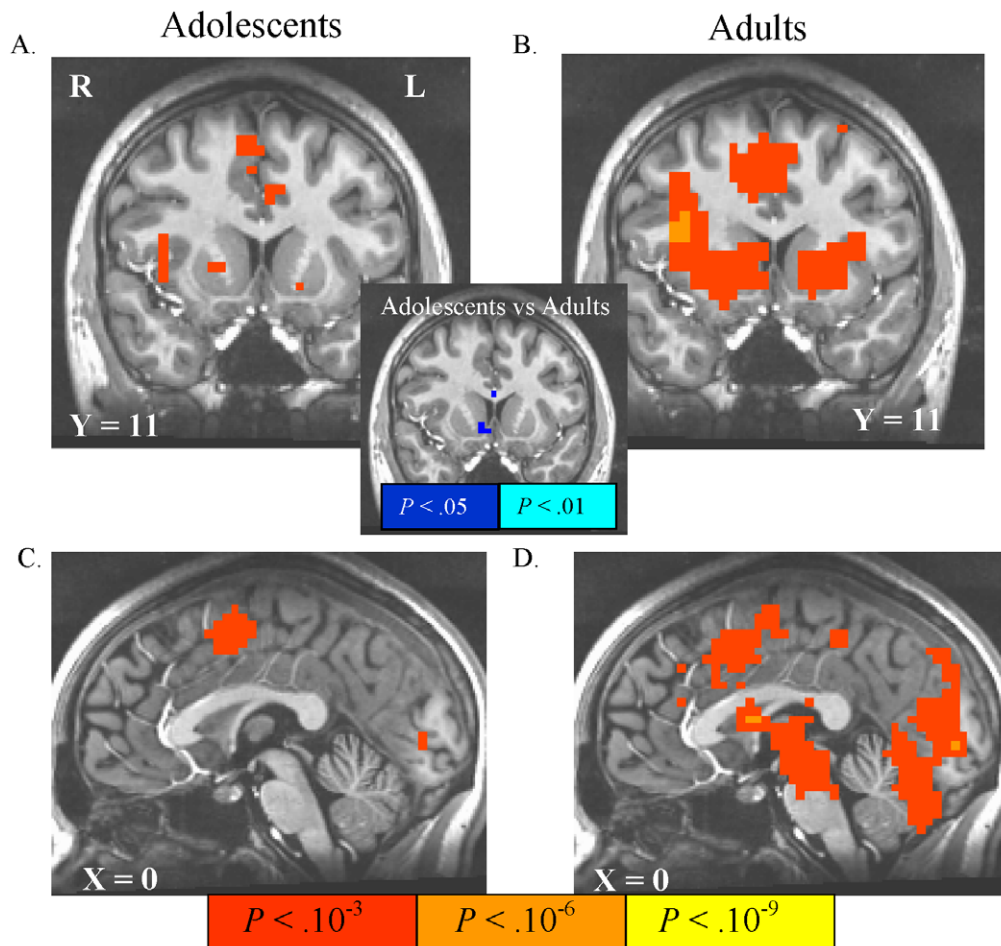 Adolescents
Adults
A.
B.
R
L
Y = 11
Y = 11
Adolescents vs Adults
P < .05
P < .01
C.
D.
X = 0
X = 0
P < .10⁻³
P < .10⁻⁶
P < .10⁻⁹